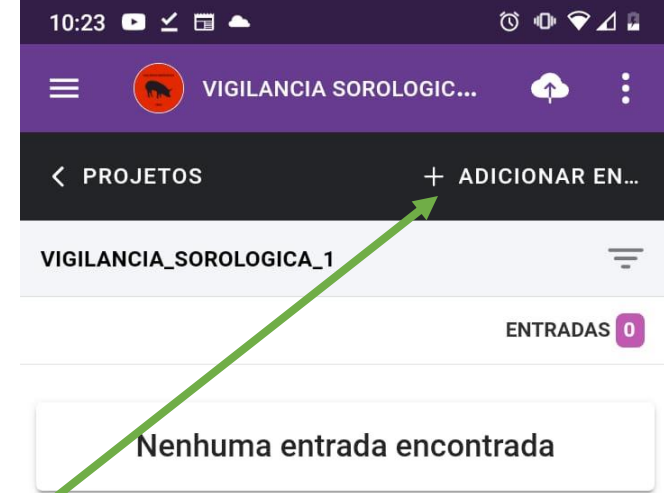 10:23
VIGILANCIA SOROLOGIC...
PROJETOS
+ ADICIONAR EN...
VIGILANCIA_SOROLOGICA_1
ENTRADAS 0
Nenhuma entrada encontrada